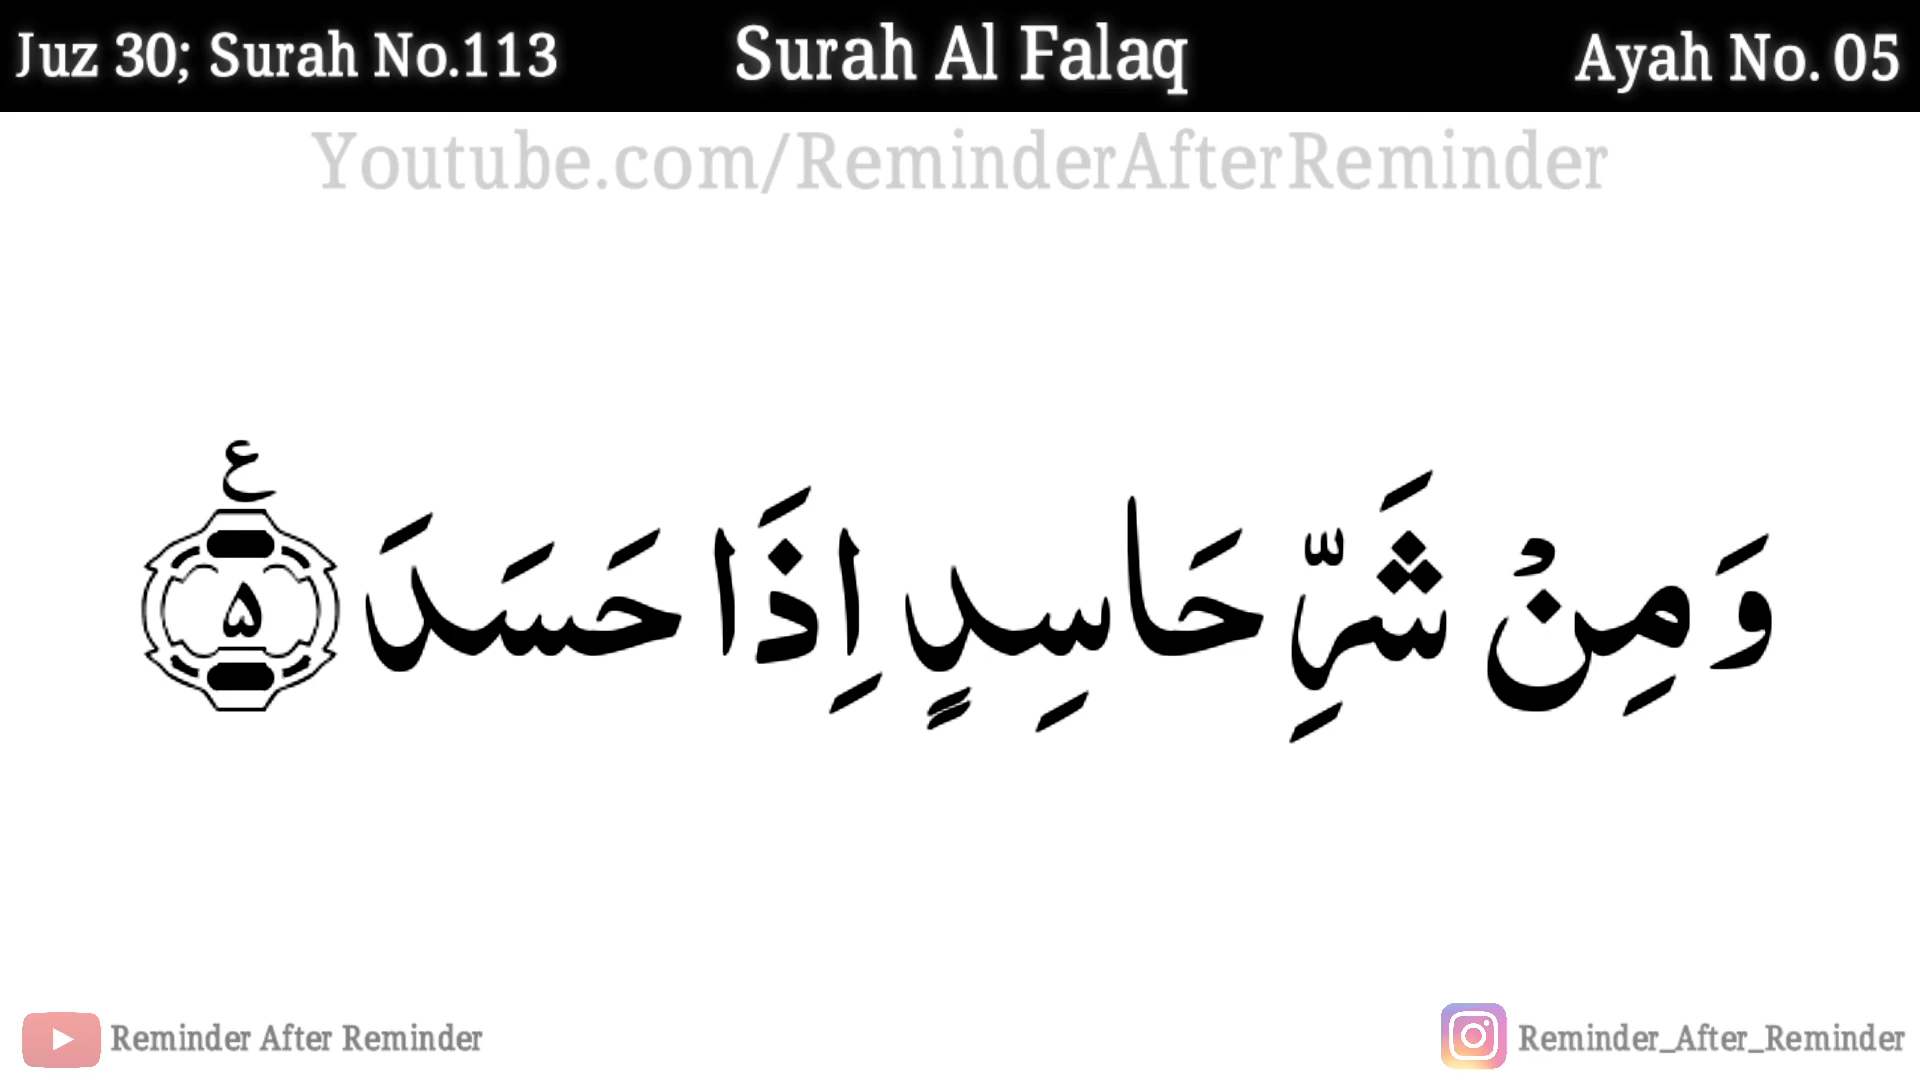 Juz 30; Surah No.113 Surah Al Falaq Ayah No. 05
Youtube.com/ReminderAfterReminder
وَمِنْ شَرِّ حَاسِدٍ اِذَا حَسَدَ ۵ ع
Reminder After Reminder Reminder_After_Reminder